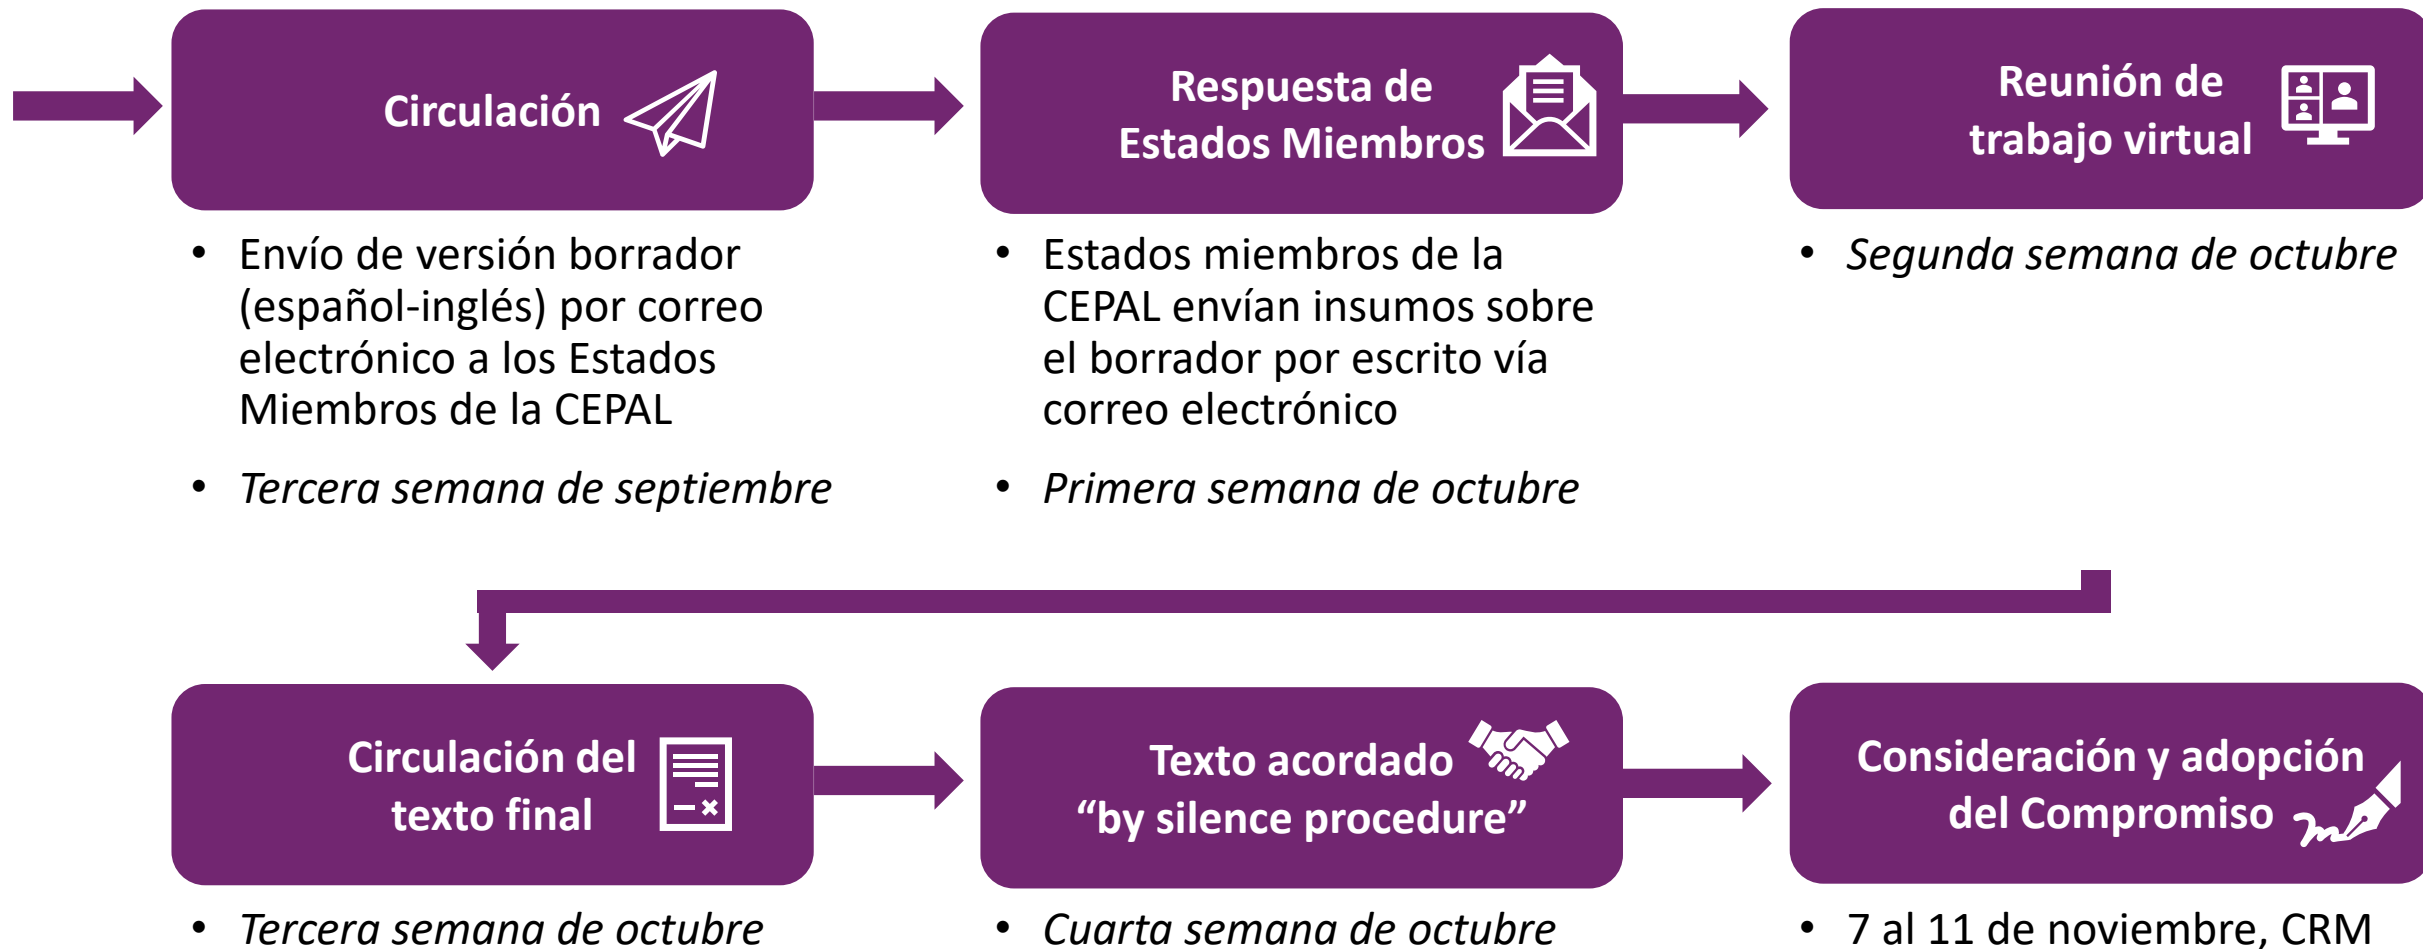 Circulación
• Envío de versión borrador
(español-inglés) por correo
electrónico a los Estados
Miembros de la CEPAL
• Tercera semana de septiembre
Respuesta de
Estados Miembros
• Estados miembros de la
CEPAL envían insumos sobre
el borrador por escrito vía
correo electrónico
• Primera semana de octubre
Reunión de
trabajo virtual
• Segunda semana de octubre
Circulación del
texto final
• Tercera semana de octubre
Texto acordado
“by silence procedure”
• Cuarta semana de octubre
Consideración y adopción
del Compromiso
• 7 al 11 de noviembre, CRM